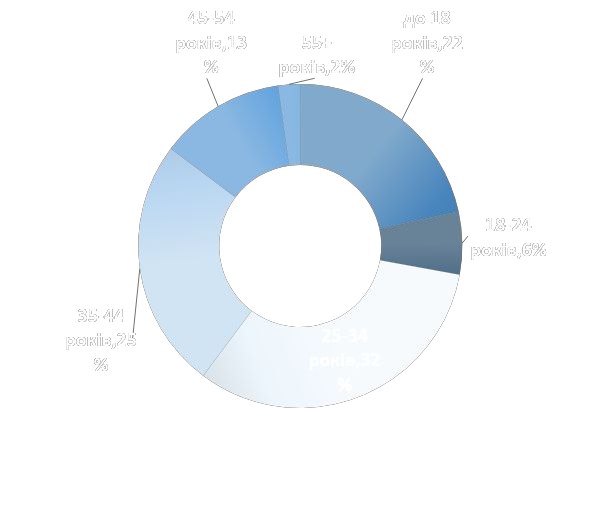 45-54
років,13
%
55+
років,2%
до 18
років,22
%
18-24
років,6%
25-34
років,32
%
35-44
років,25
%